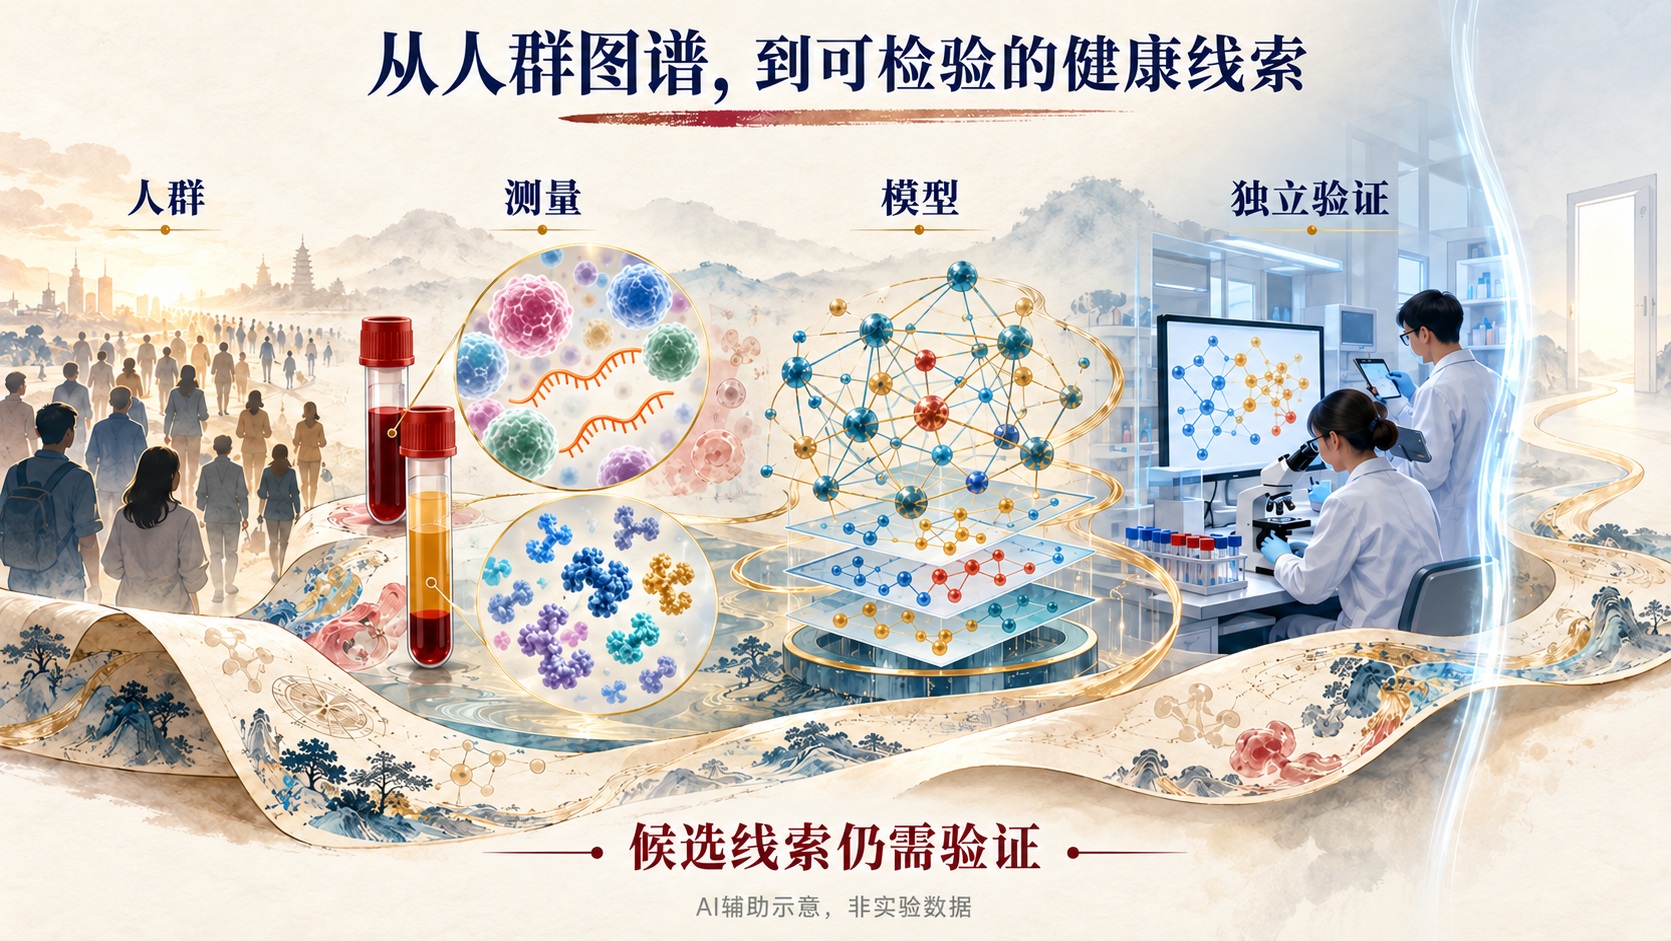 从人群图谱，到可检验的健康线索
人群
测量
模型
独立验证
候选线索仍需验证
AI辅助示意，非实验数据